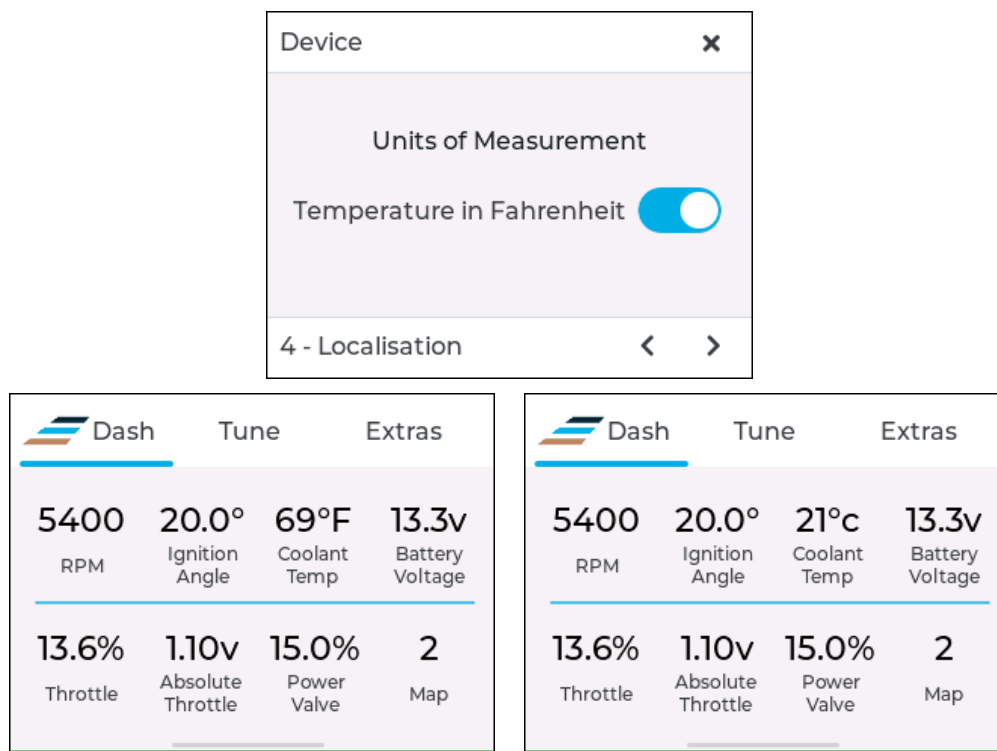 Device
Units of Measurement
Temperature in Fahrenheit
4 - Localisation
Dash Tune Extras
5400 20.0° 69°F 13.3v
RPM Ignition Angle Coolant Temp Battery Voltage
13.6% 1.10v 15.0% 2
Throttle Absolute Throttle Power Valve Map
Dash Tune Extras
5400 20.0° 21°c 13.3v
RPM Ignition Angle Coolant Temp Battery Voltage
13.6% 1.10v 15.0% 2
Throttle Absolute Throttle Power Valve Map